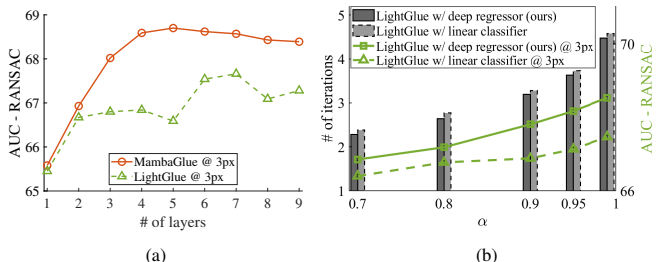 69
68
67
66
65
AUC - RANSAC
MambaGlue @ 3px
LightGlue @ 3px
1 2 3 4 5 6 7 8 9
# of layers
(a)
5
4
3
2
1
# of iterations
LightGlue w/ deep regressor (ours)
LightGlue w/ linear classifier
LightGlue w/ deep regressor (ours) @ 3px
LightGlue w/ linear classifier @ 3px
70
66
AUC - RANSAC
0.7 0.8 0.9 0.95 1
α
(b)